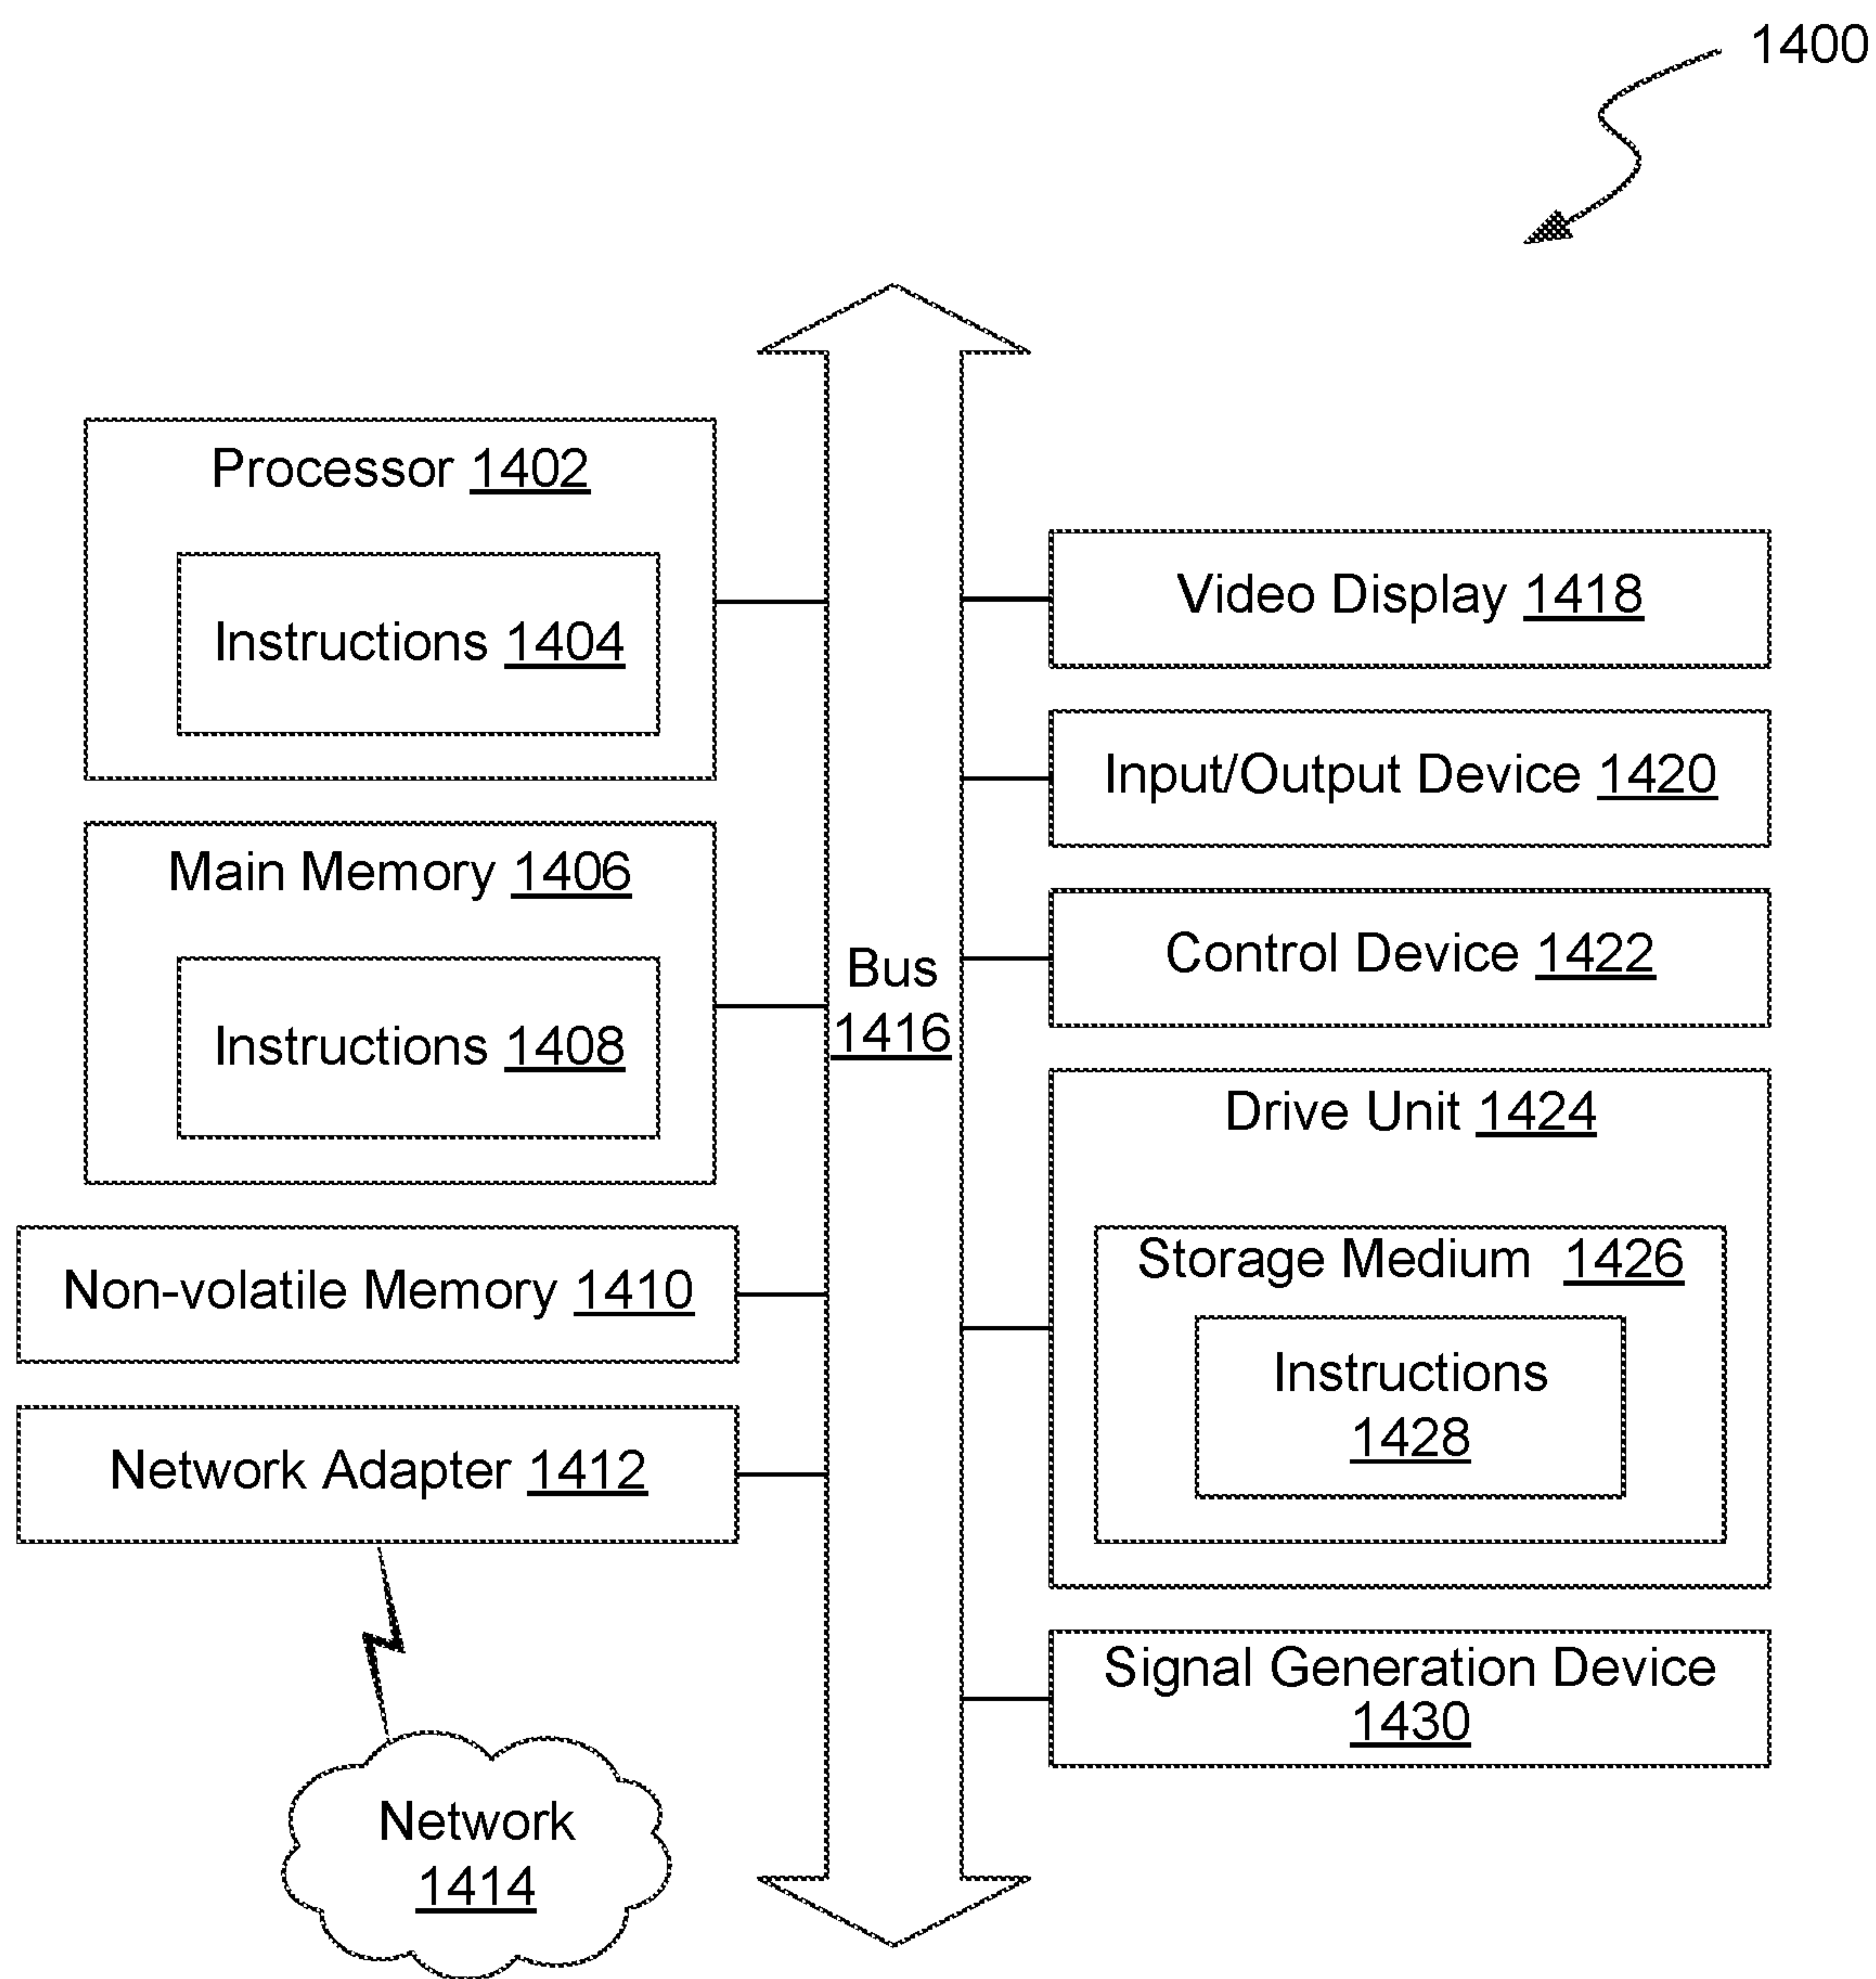 1400
Processor 1402
Instructions 1404
Main Memory 1406
Instructions 1408
Non-volatile Memory 1410
Network Adapter 1412
Network
1414
Bus
1416
Video Display 1418
Input/Output Device 1420
Control Device 1422
Drive Unit 1424
Storage Medium 1426
Instructions
1428
Signal Generation Device
1430